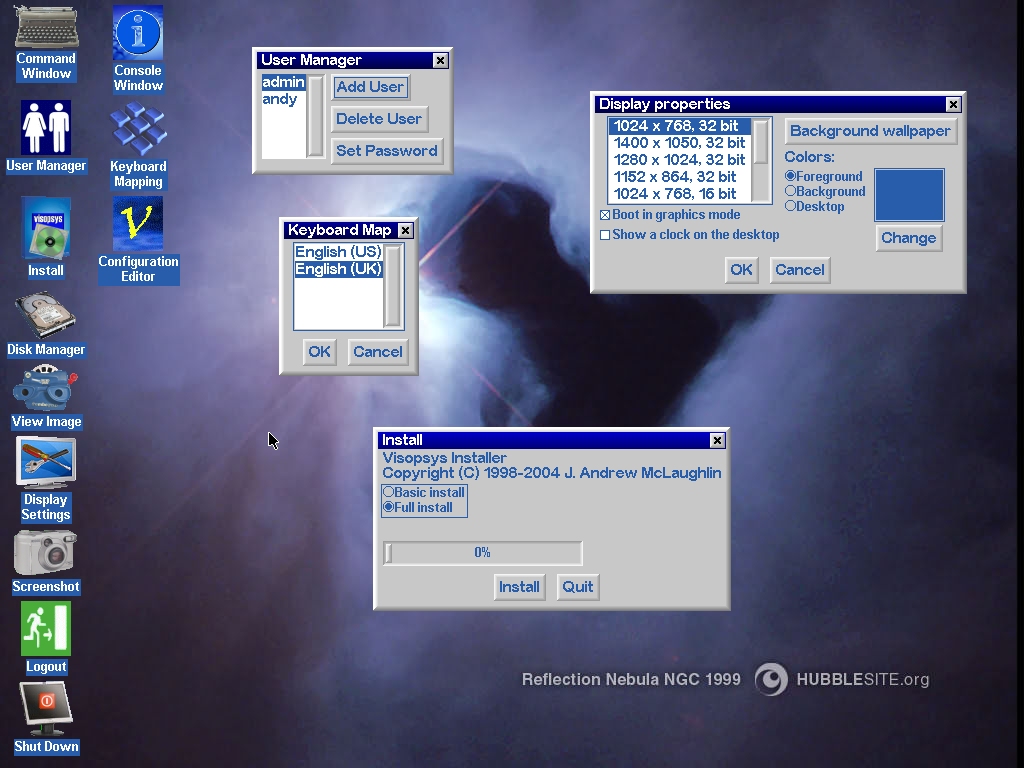 Command
Window
Console
Window
User Manager
Keyboard
Mapping
visopsys
Install
Configuration
Editor
Disk Manager
View Image
Display
Settings
Screenshot
Logout
Shut Down
User Manager
admin
andy
Add User
Delete User
Set Password
Keyboard Map
English (US)
English (UK)
OK
Cancel
Display properties
1024 x 768, 32 bit
1400 x 1050, 32 bit
1280 x 1024, 32 bit
1152 x 864, 32 bit
1024 x 768, 16 bit
Background wallpaper
Colors:
Foreground
Background
Desktop
Change
Boot in graphics mode
Show a clock on the desktop
OK
Cancel
Install
Visopsys Installer
Copyright (C) 1998-2004 J. Andrew McLaughlin
Basic install
Full install
0%
Install
Quit
Reflection Nebula NGC 1999
HUBBLESITE.org